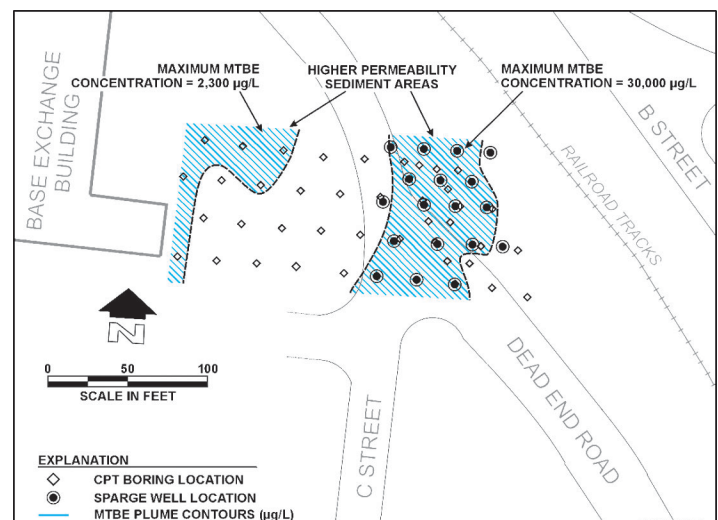 MAXIMUM MTBE
CONCENTRATION = 2,300 µg/L
HIGHER PERMEABILITY
SEDIMENT AREAS
MAXIMUM MTBE
CONCENTRATION = 30,000 µg/L
BASE EXCHANGE
BUILDING
B STREET
RAILROAD TRACKS
N
0 50 100
SCALE IN FEET
C STREET
DEAD END ROAD
EXPLANATION
CPT BORING LOCATION
SPARGE WELL LOCATION
MTBE PLUME CONTOURS (µg/L)